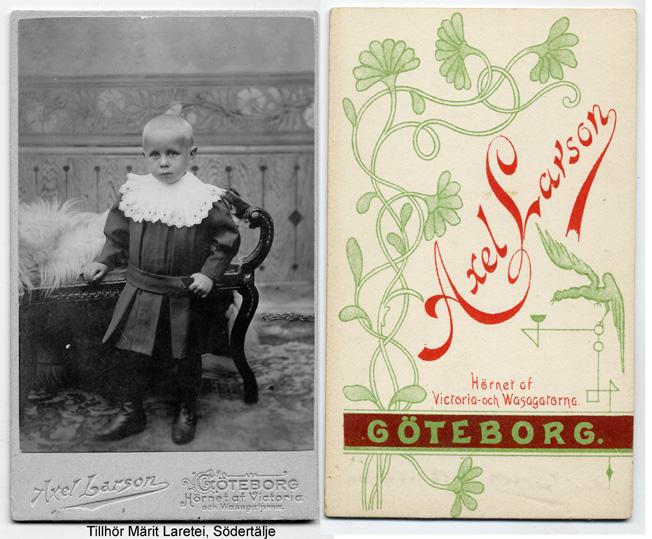 Axel Larson
GÖTEBORG
Hörnet af Victoria
och Wasagatorna.
Tillhör Märit Laretei, Södertälje
Axel Larson
Hörnet af
Victoria-och Wasagatorna.
GÖTEBORG.